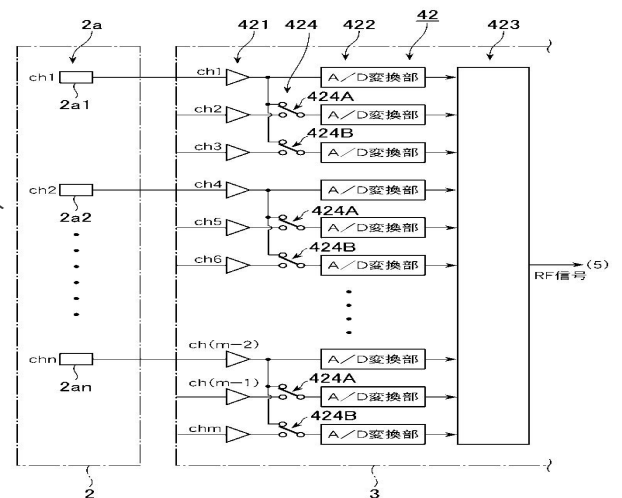 2a 421 424 422 42 423
ch1 ch1 A/D変換部
2a1 424A
ch2 A/D変換部
424B
ch3 A/D変換部
ch2 ch4 A/D変換部
2a2 424A
ch5 A/D変換部
424B
ch6 A/D変換部
(5)
RF信号
chn ch(m-2) A/D変換部
2an 424A
ch(m-1) A/D変換部
424B
chm A/D変換部
2 3